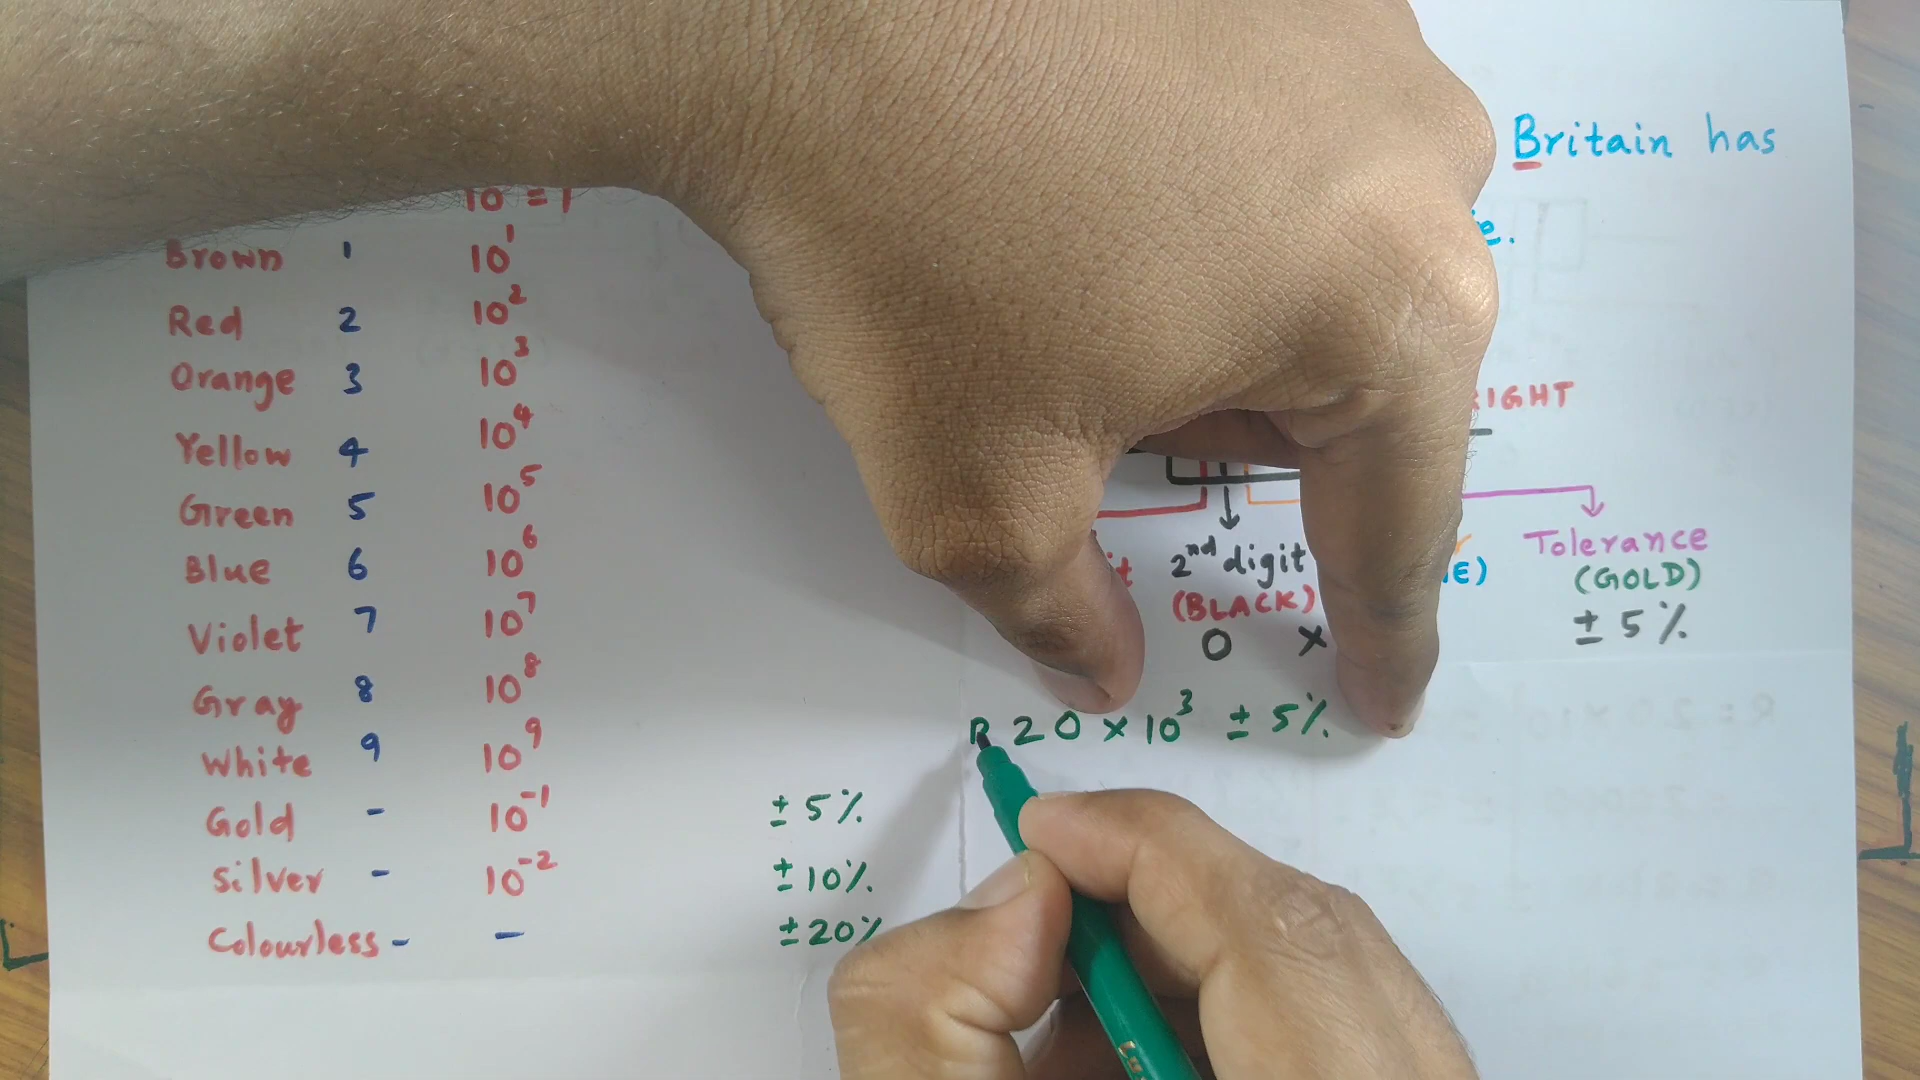 Britain has
10 = 1
Brown 1 10¹
Red 2 10²
Orange 3 10³
Yellow 4 10⁴
Green 5 10⁵
Blue 6 10⁶
Violet 7 10⁷
Gray 8 10⁸
White 9 10⁹
Gold - 10⁻¹ ± 5%
Silver - 10⁻² ± 10%
Colourless - - ± 20%
2nd digit
(BLACK)
0 ×
Tolerance
(GOLD)
± 5%
R 20 × 10³ ± 5%